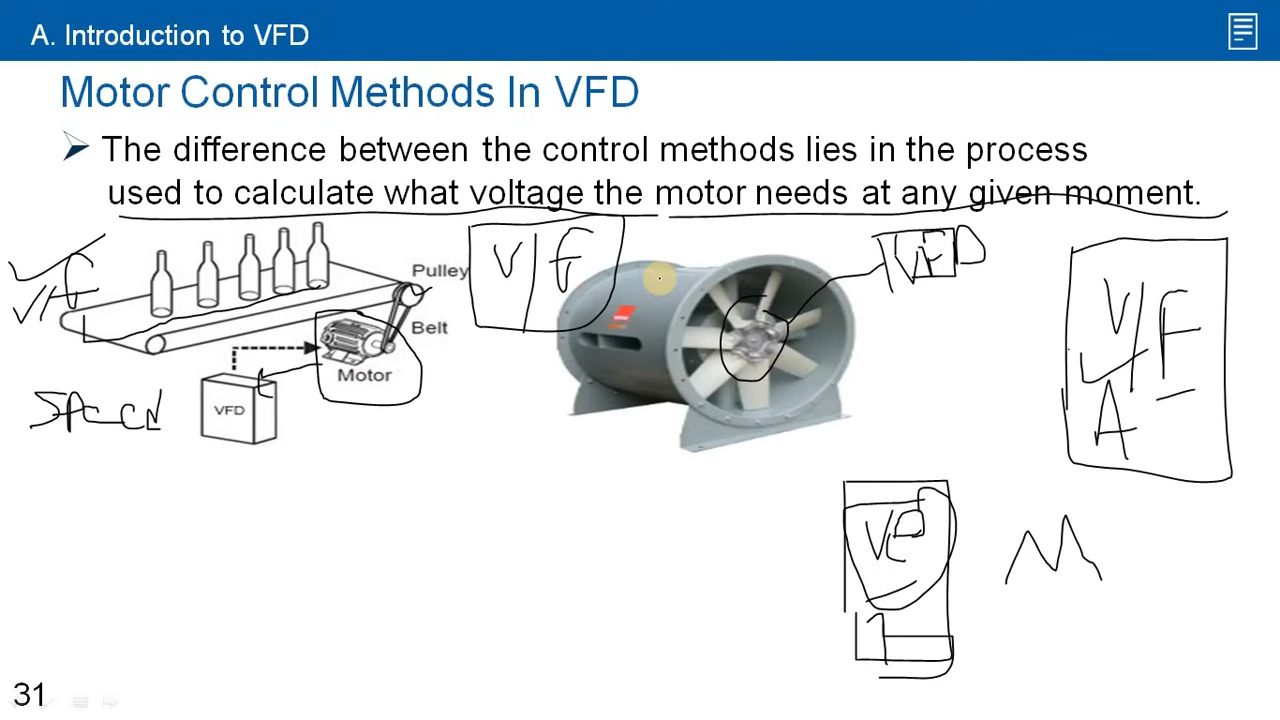 A. Introduction to VFD
Motor Control Methods In VFD
The difference between the control methods lies in the process
used to calculate what voltage the motor needs at any given moment.
V/F
Pulley
Belt
Motor
VFD
Speed
V/F
VFD
V/F
A
M
31